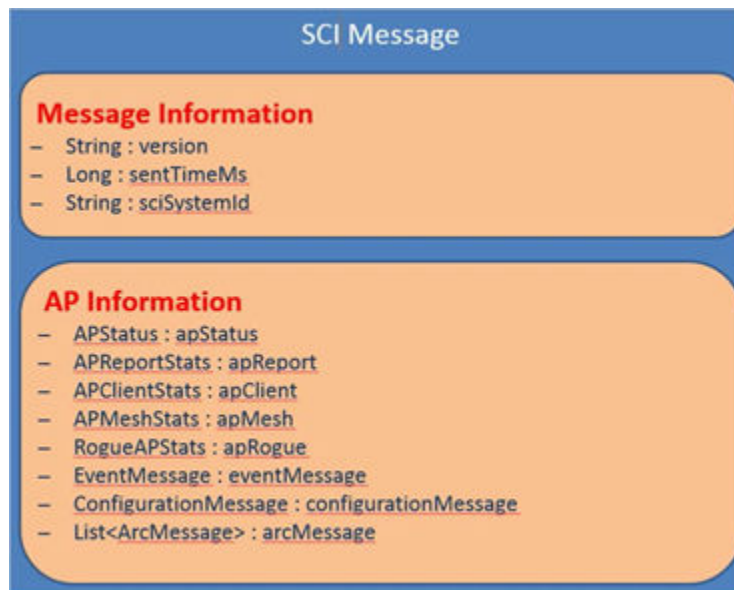 SCI Message
Message Information
– String : version
– Long : sentTimeMs
– String : sciSystemId
AP Information
– APStatus : apStatus
– APReportStats : apReport
– APClientStats : apClient
– APMeshStats : apMesh
– RogueAPStats : apRogue
– EventMessage : eventMessage
– ConfigurationMessage : configurationMessage
– List<ArcMessage> : arcMessage